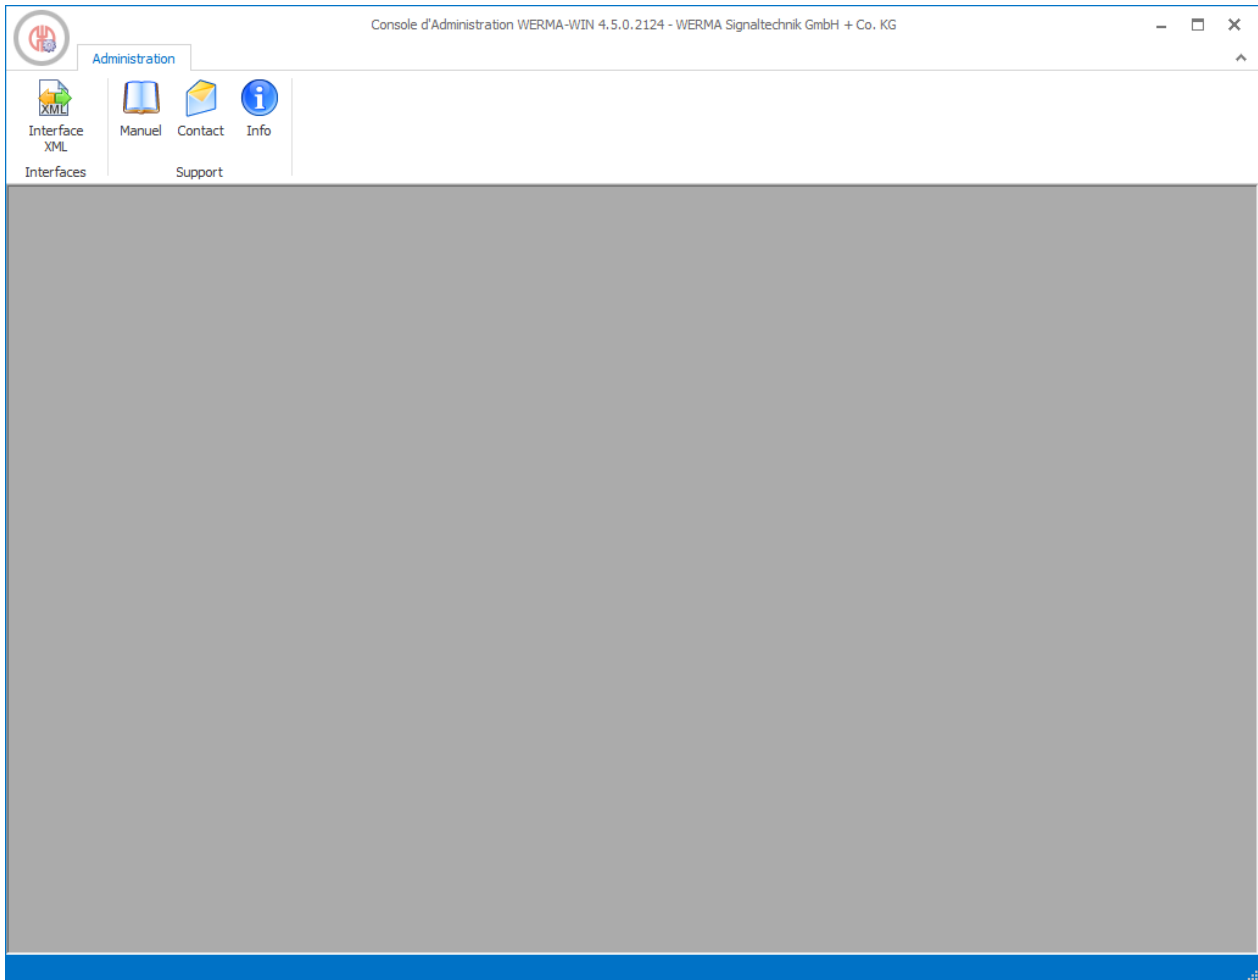 Console d'Administration WERMA-WIN 4.5.0.2124 - WERMA Signaltechnik GmbH + Co. KG
Administration
XML
Interface
XML
Manuel
Contact
Info
Interfaces
Support